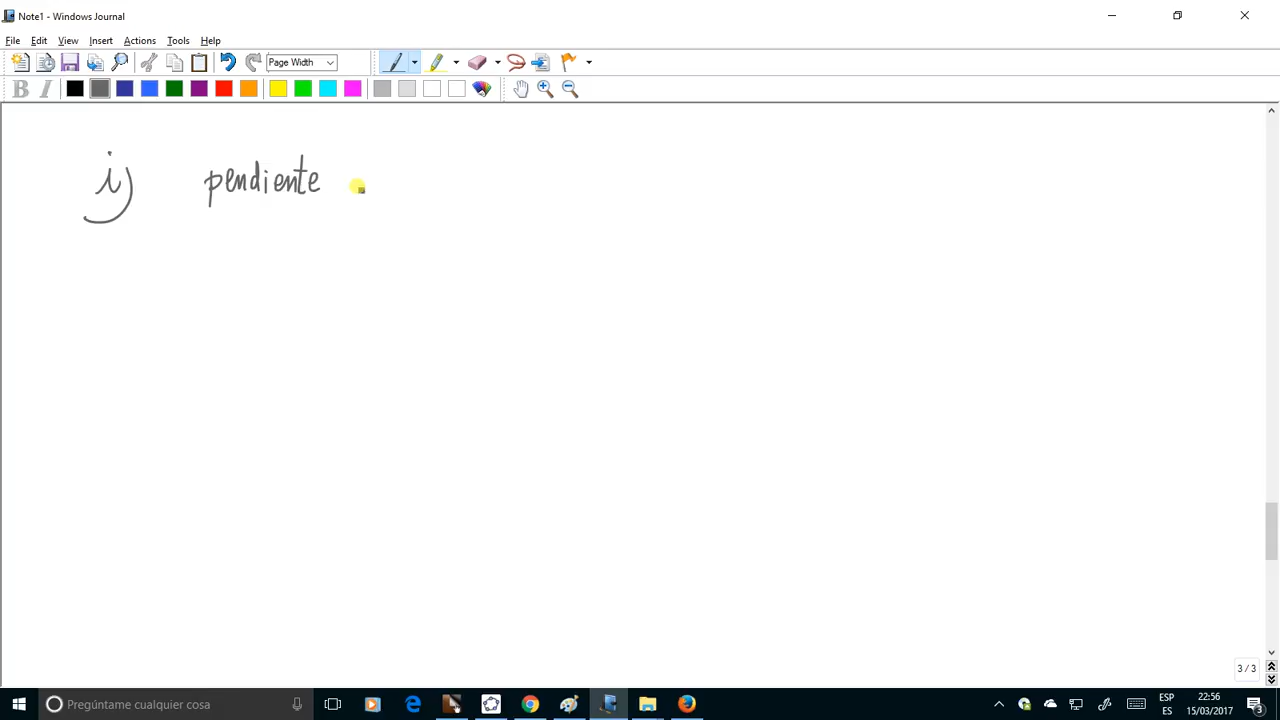 Note1 - Windows Journal
File Edit View Insert Actions Tools Help
Page Width
B I
i) pendiente
3 / 3
Pregúntame cualquier cosa
ESP 22:56
ES 15/03/2017
3